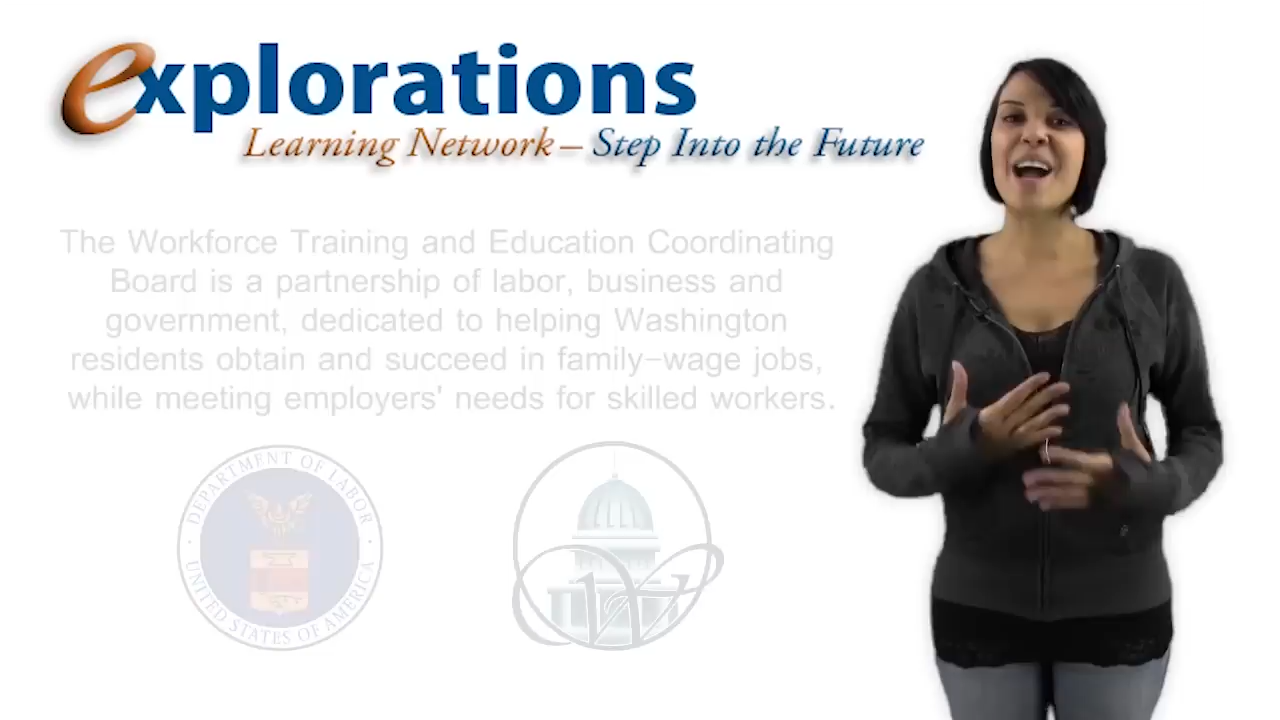 explorations
Learning Network – Step Into the Future
The Workforce Training and Education Coordinating
Board is a partnership of labor, business and
government, dedicated to helping Washington
residents obtain and succeed in family-wage jobs,
while meeting employers' needs for skilled workers.
DEPARTMENT OF LABOR
UNITED STATES OF AMERICA
W